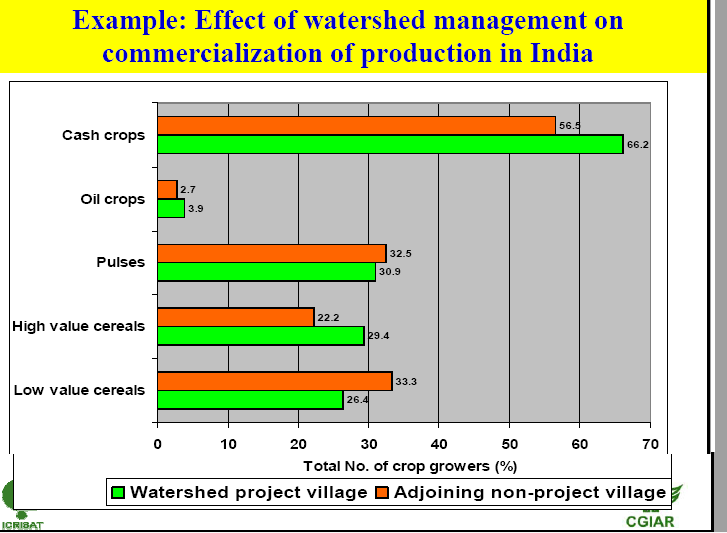 Example: Effect of watershed management on
commercialization of production in India
Cash crops
56.5
66.2
Oil crops
2.7
3.9
Pulses
32.5
30.9
High value cereals
22.2
29.4
Low value cereals
33.3
26.4
0 10 20 30 40 50 60 70
Total No. of crop growers (%)
Watershed project village Adjoining non-project village
ICRISAT
CGIAR